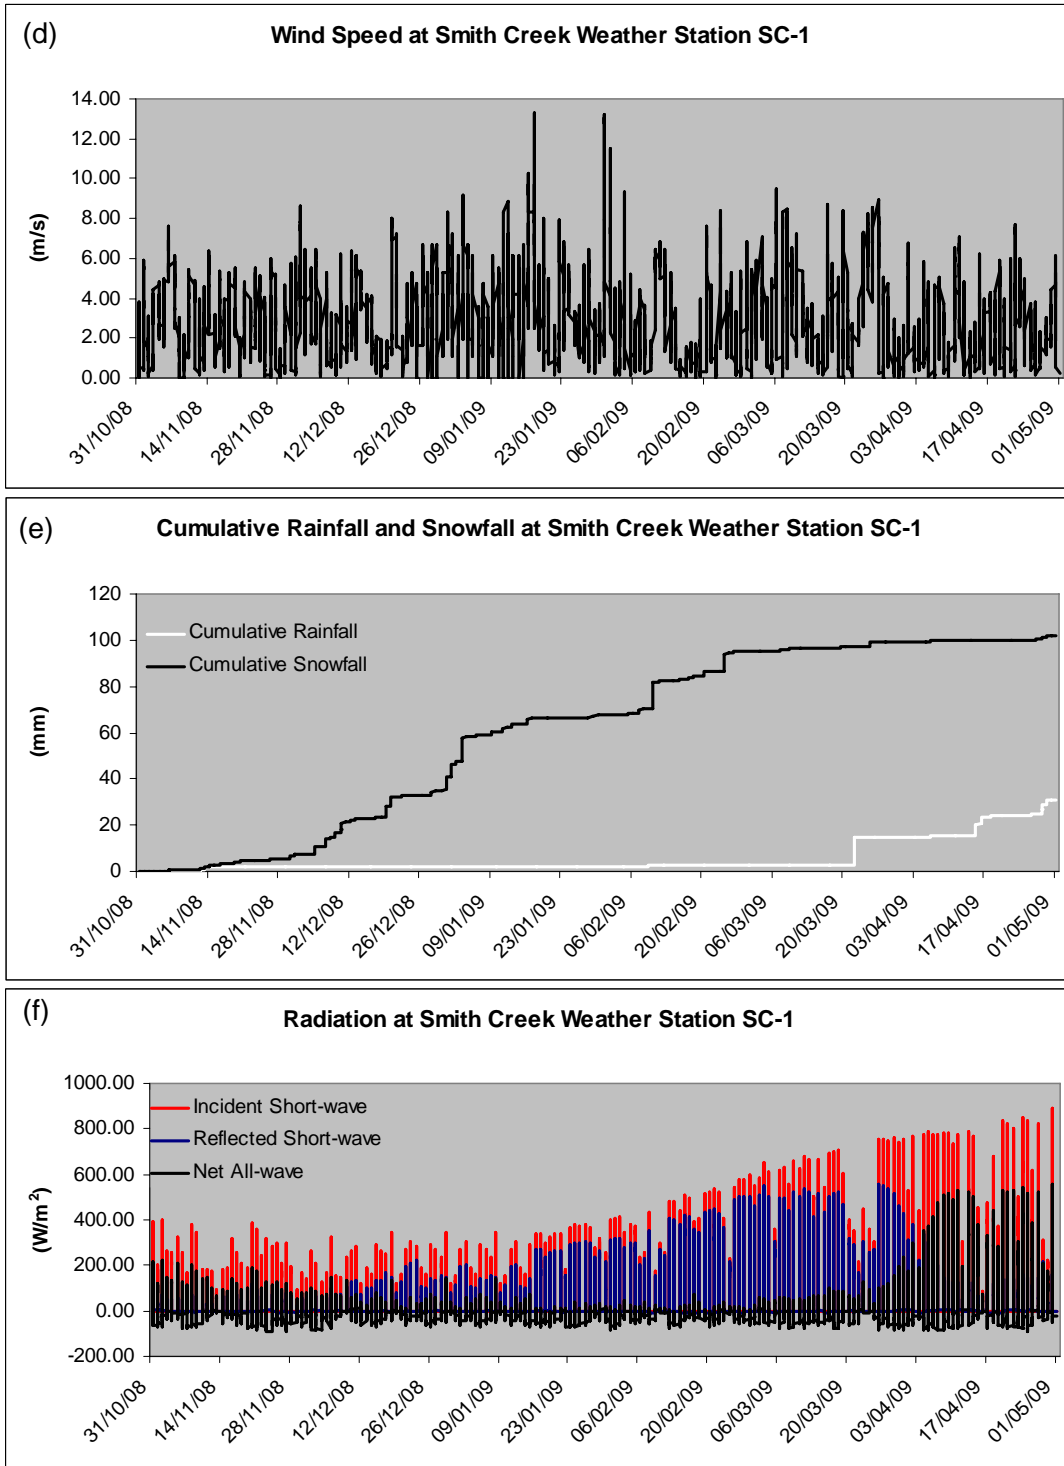 (d)
Wind Speed at Smith Creek Weather Station SC-1
14.00
12.00
10.00
8.00
6.00
4.00
2.00
0.00
(m/s)
31/10/08 14/11/08 28/11/08 12/12/08 26/12/08 09/01/09 23/01/09 06/02/09 20/02/09 06/03/09 20/03/09 03/04/09 17/04/09 01/05/09
(e)
Cumulative Rainfall and Snowfall at Smith Creek Weather Station SC-1
120
100
80
60
40
20
0
(mm)
Cumulative Rainfall
Cumulative Snowfall
31/10/08 14/11/08 28/11/08 12/12/08 26/12/08 09/01/09 23/01/09 06/02/09 20/02/09 06/03/09 20/03/09 03/04/09 17/04/09 01/05/09
(f)
Radiation at Smith Creek Weather Station SC-1
1000.00
800.00
600.00
400.00
200.00
0.00
-200.00
(W/m²)
Incident Short-wave
Reflected Short-wave
Net All-wave
31/10/08 14/11/08 28/11/08 12/12/08 26/12/08 09/01/09 23/01/09 06/02/09 20/02/09 06/03/09 20/03/09 03/04/09 17/04/09 01/05/09